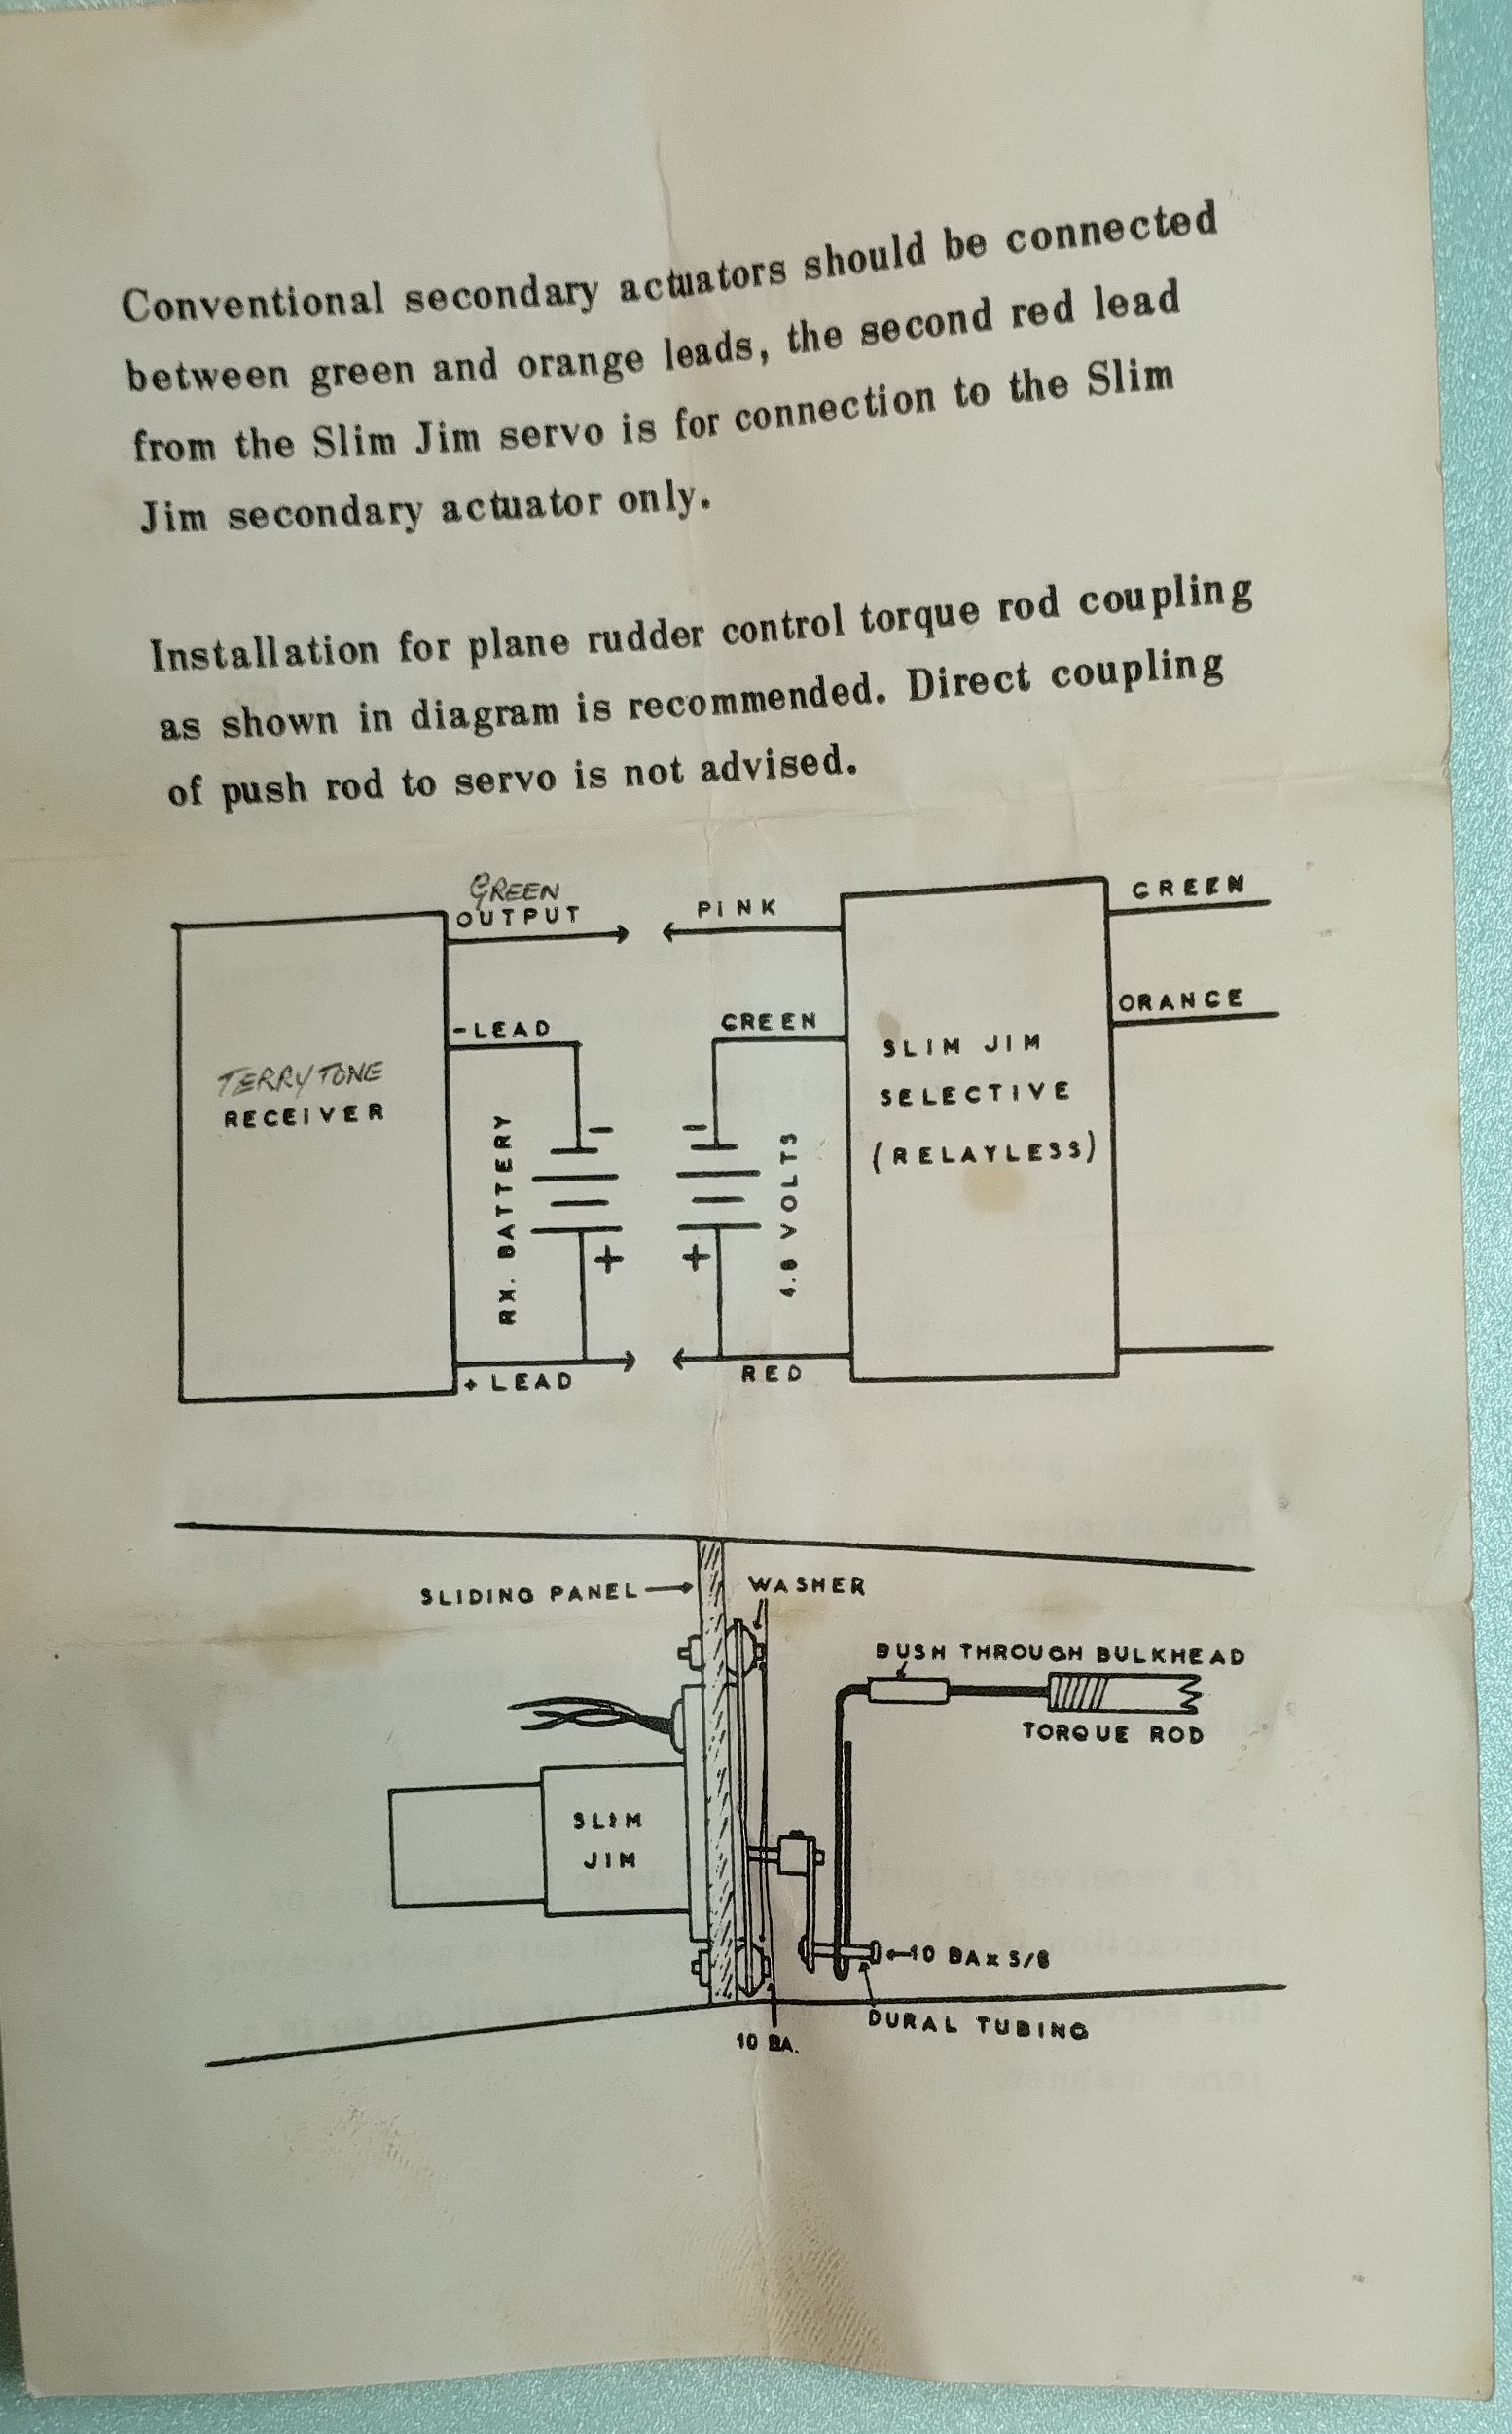 Conventional secondary actuators should be connected
between green and orange leads, the second red lead
from the Slim Jim servo is for connection to the Slim
Jim secondary actuator only.
Installation for plane rudder control torque rod coupling
as shown in diagram is recommended. Direct coupling
of push rod to servo is not advised.
GREEN
OUTPUT
-LEAD
TERRYTONE
RECEIVER
RX. BATTERY
- +
+ LEAD
PINK
GREEN
- +
4.8 VOLTS
RED
SLIM JIM
SELECTIVE
(RELAYLESS)
GREEN
ORANGE
SLIDING PANEL
WASHER
BUSH THROUGH BULKHEAD
TORQUE ROD
SLIM
JIM
10 BA x 5/8
DURAL TUBING
10 BA.